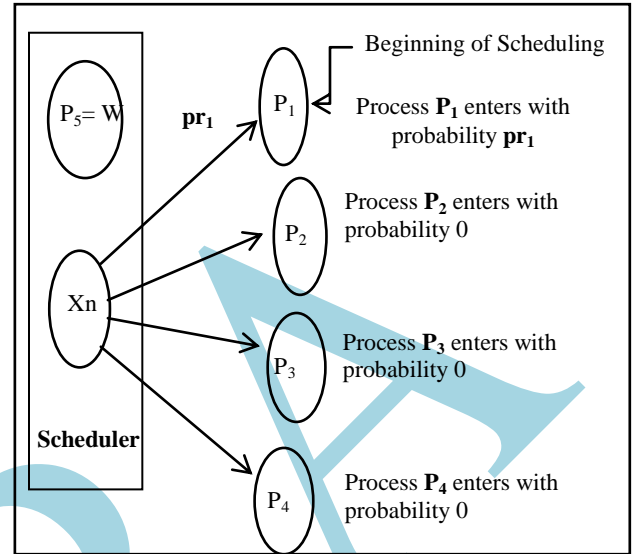 Beginning of Scheduling
P5= W
pr1
P1
Process P1 enters with
probability pr1
P2
Process P2 enters with
probability 0
Xn
P3
Process P3 enters with
probability 0
Scheduler
P4
Process P4 enters with
probability 0